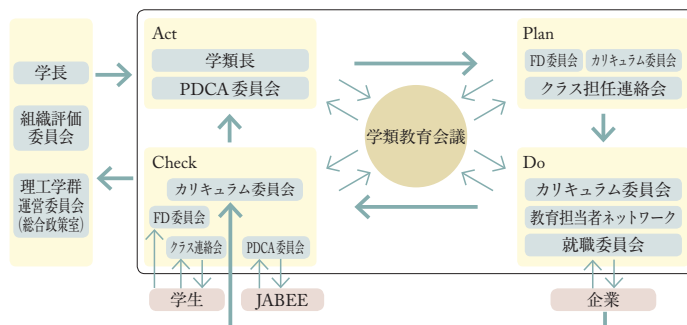 学長
組織評価
委員会
理工学群
運営委員会
(総合政策室)
Act
学類長
PDCA 委員会
Plan
FD 委員会
カリキュラム委員会
クラス担任連絡会
学類教育会議
Check
カリキュラム委員会
FD 委員会
クラス連絡会
PDCA 委員会
Do
カリキュラム委員会
教育担当者ネットワーク
就職委員会
学生
JABEE
企業